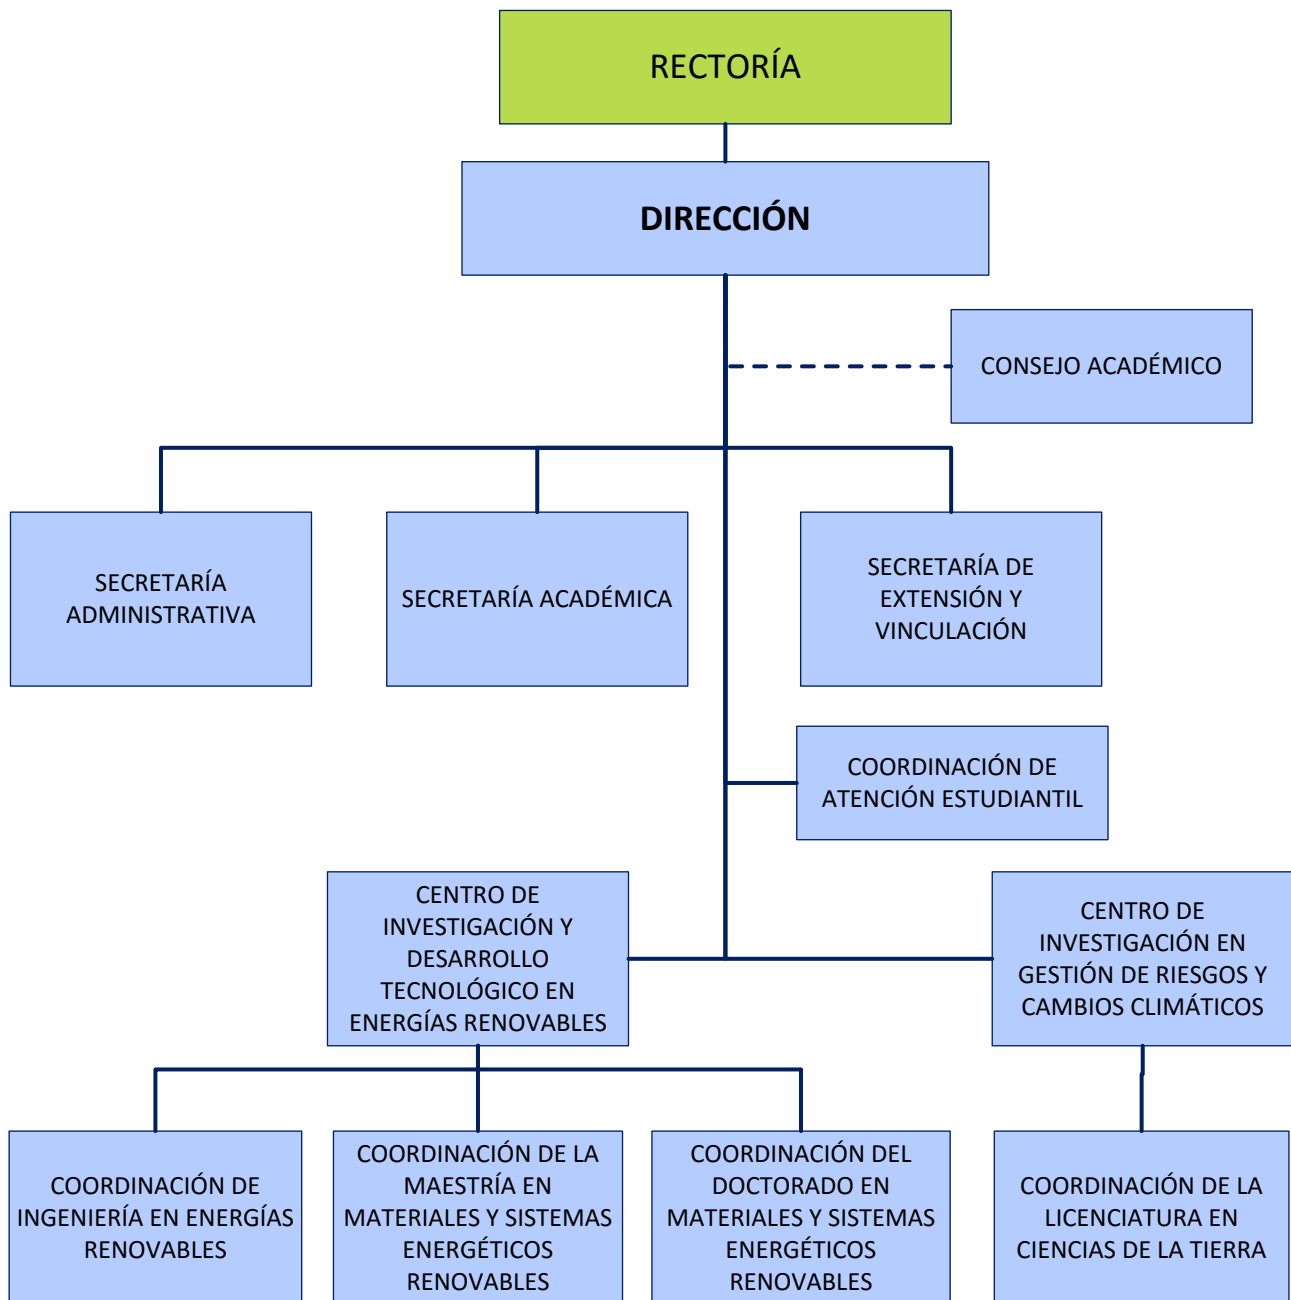 RECTORÍA
DIRECCIÓN
CONSEJO ACADÉMICO
SECRETARÍA
ADMINISTRATIVA
SECRETARÍA ACADÉMICA
SECRETARÍA DE
EXTENSIÓN Y
VINCULACIÓN
COORDINACIÓN DE
ATENCIÓN ESTUDIANTIL
CENTRO DE
INVESTIGACIÓN Y
DESARROLLO
TECNOLÓGICO EN
ENERGÍAS RENOVABLES
CENTRO DE
INVESTIGACIÓN EN
GESTIÓN DE RIESGOS Y
CAMBIOS CLIMÁTICOS
COORDINACIÓN DE
INGENIERÍA EN ENERGÍAS
RENOVABLES
COORDINACIÓN DE LA
MAESTRÍA EN
MATERIALES Y SISTEMAS
ENERGÉTICOS
RENOVABLES
COORDINACIÓN DEL
DOCTORADO EN
MATERIALES Y SISTEMAS
ENERGÉTICOS
RENOVABLES
COORDINACIÓN DE LA
LICENCIATURA EN
CIENCIAS DE LA TIERRA